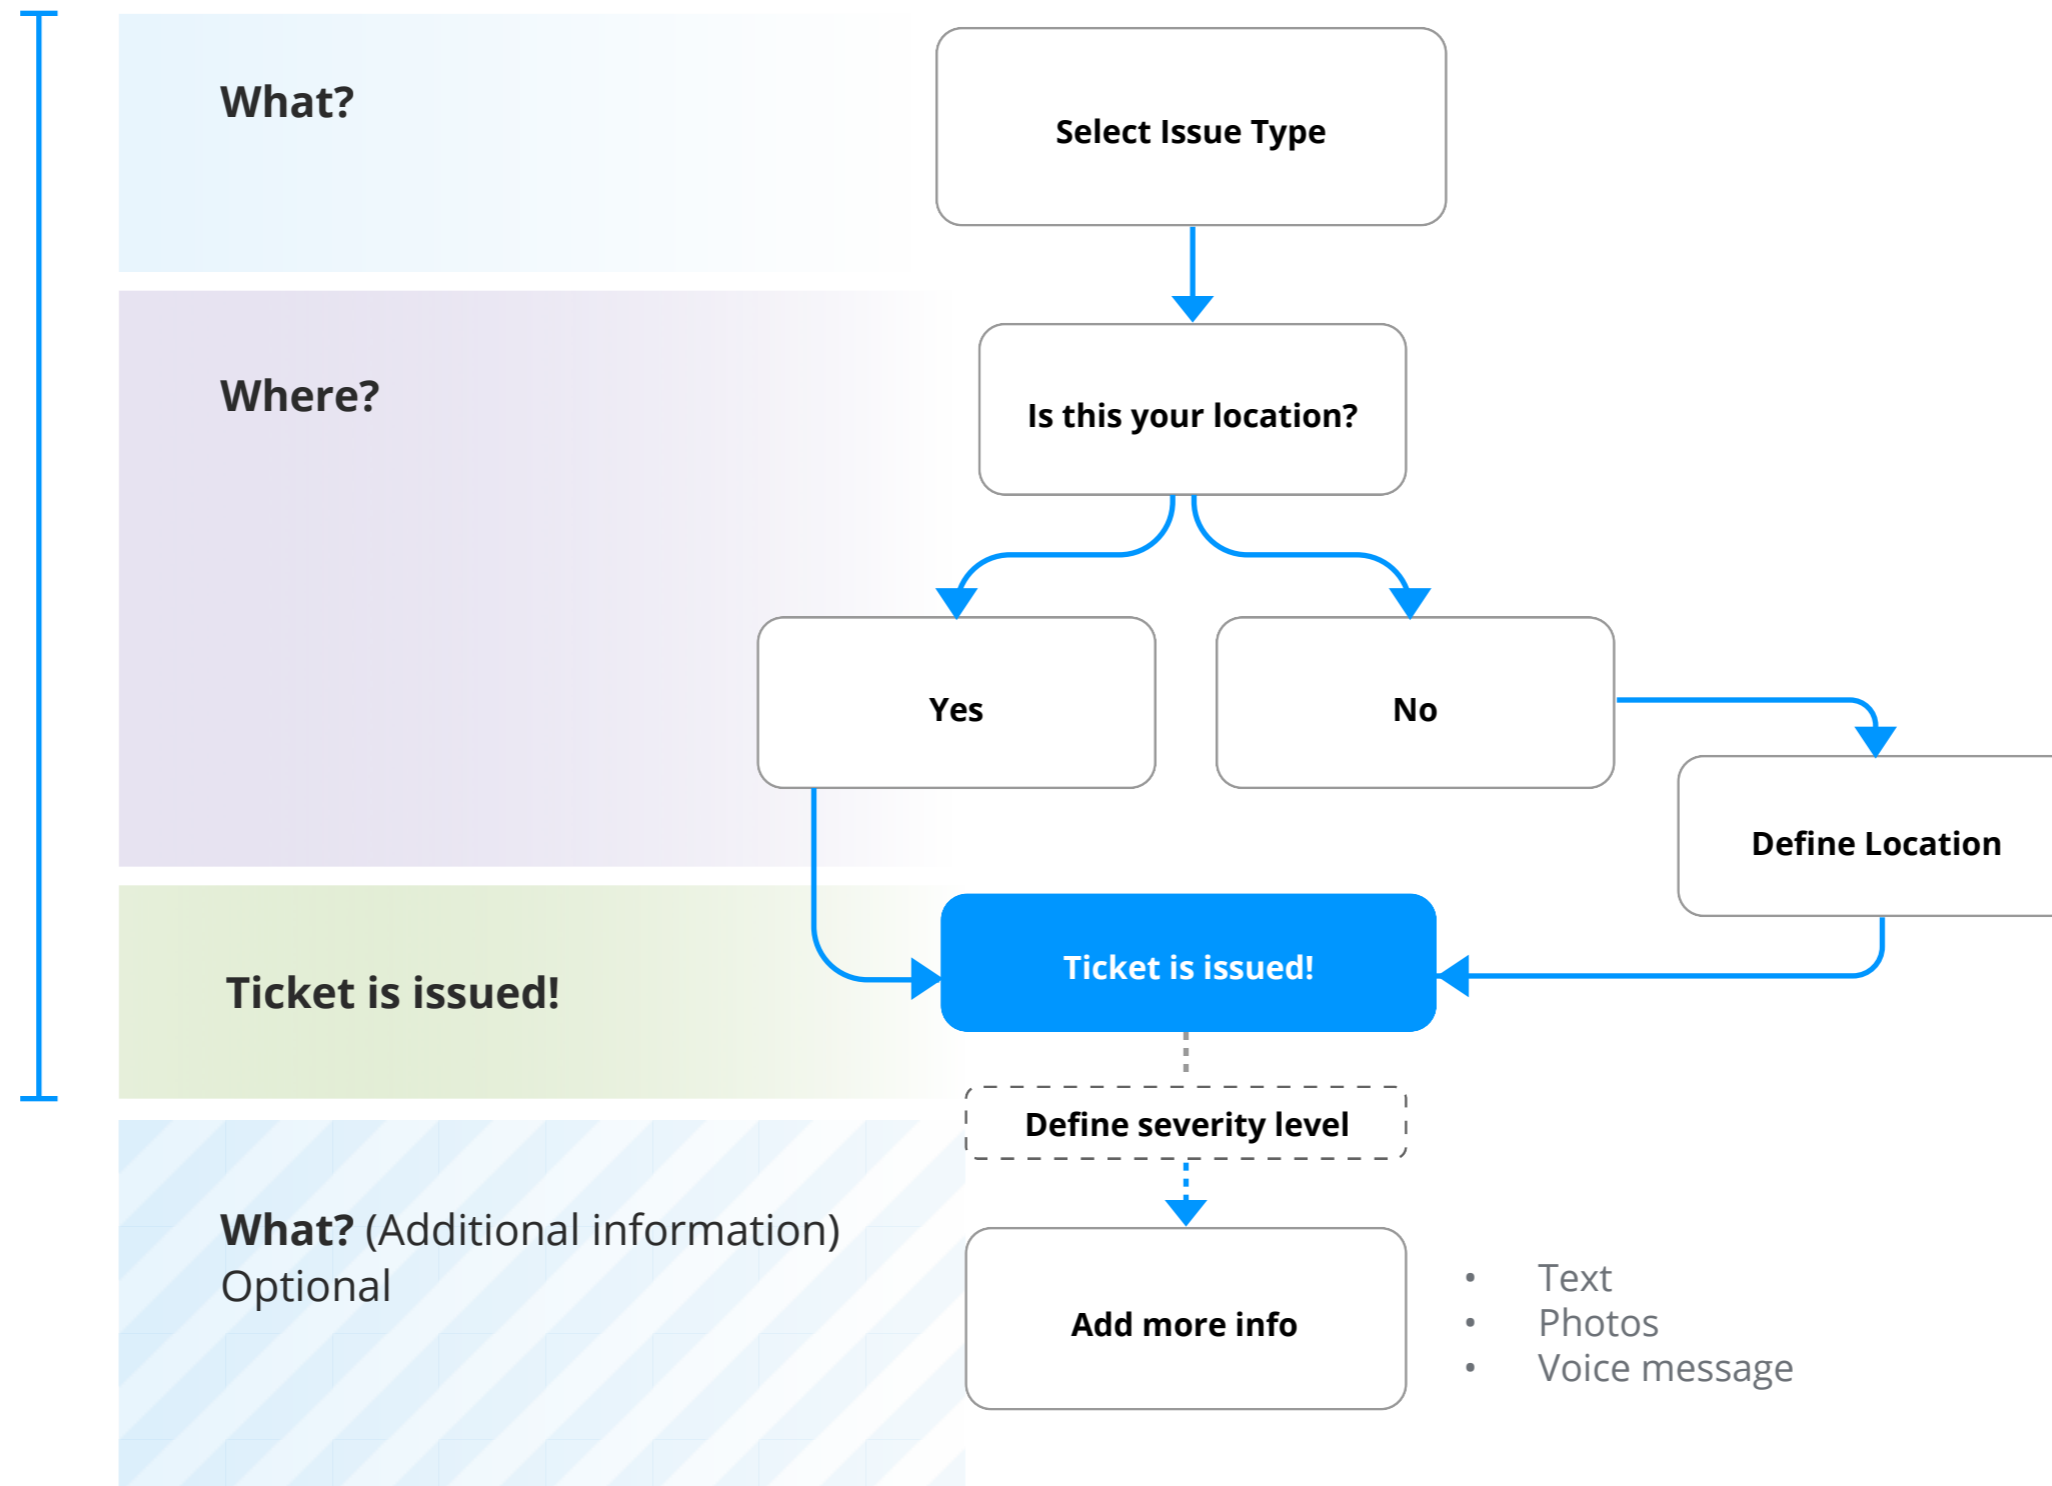 What?
Select Issue Type
Where?
Is this your location?
Yes
No
Define Location
Ticket is issued!
Ticket is issued!
Define severity level
What? (Additional information)
Optional
Add more info
• Text
• Photos
• Voice message